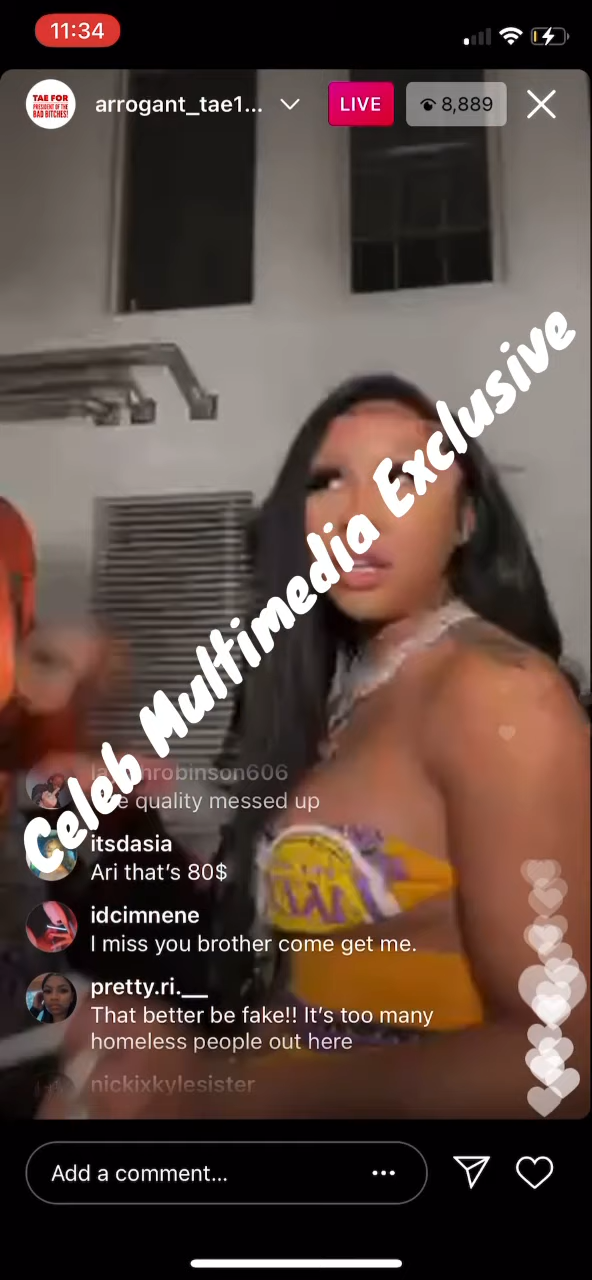 11:34
TAE FOR
PRESIDENT OF THE
BAD BITCHES!
arrogant_tae1...
LIVE
8,889
Celeb Multimedia Exclusive
quality messed up
itsdasia
Ari that's 80$
idcimnene
I miss you brother come get me.
pretty.ri.__
That better be fake!! It's too many
homeless people out here
nickixkylesister
Add a comment...